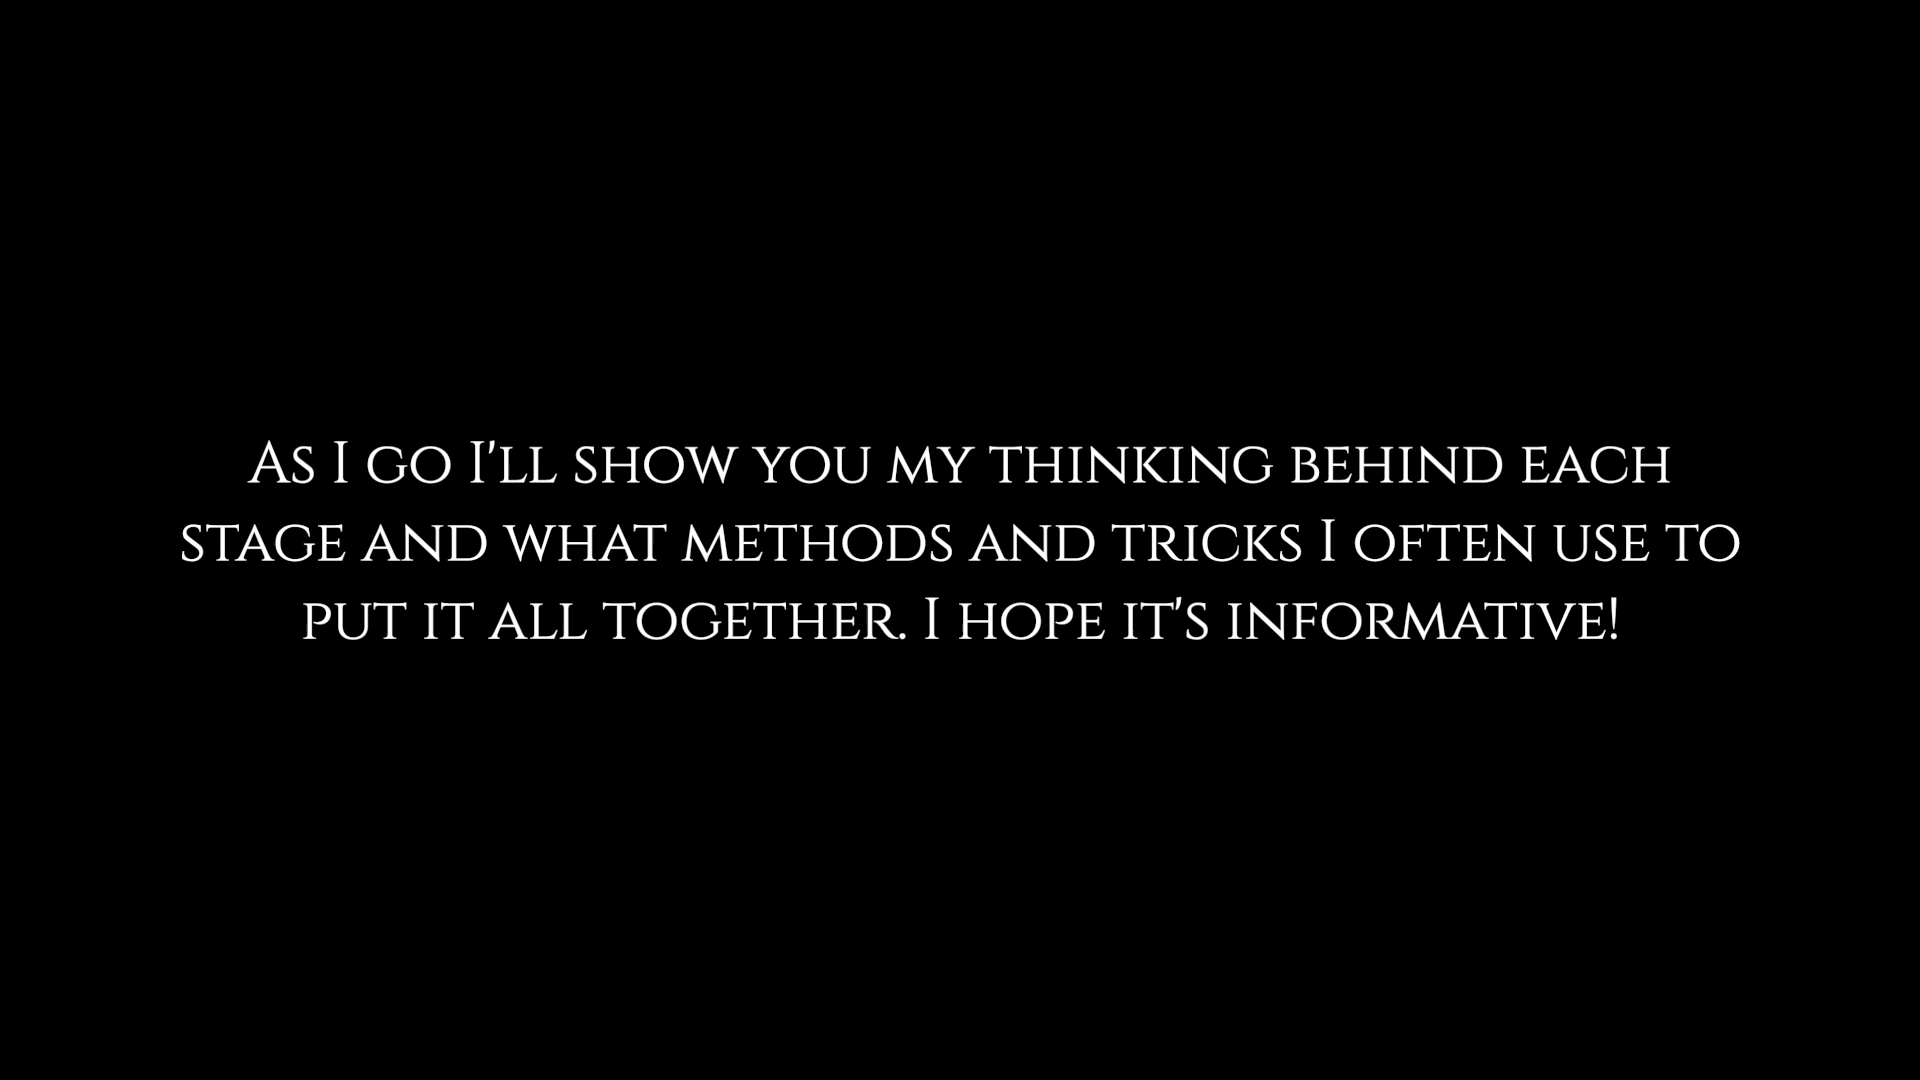 As I go I'll show you my thinking behind each
stage and what methods and tricks I often use to
put it all together. I hope it's informative!